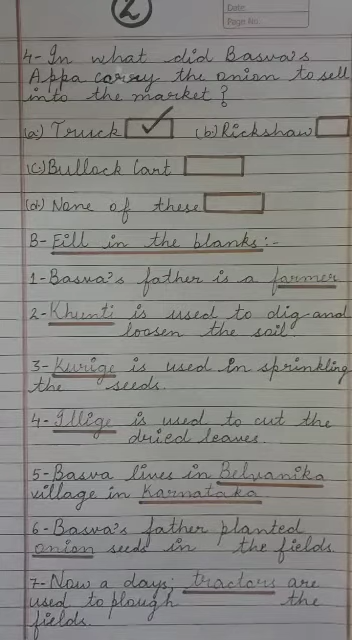 2
Date:
Page No.
4-In what did Basva's
Appa carry the onion to sell
into the market?
(a) Truck ✓ (b) Rickshaw
(c) Bullock Cart
(d) None of these
B- Fill in the blanks:-
1-Basva's father is a farmer
2-Khunti is used to dig and
loosen the soil.
3-Kurige is used in sprinkling
the seeds.
4-Illige is used to cut the
dried leaves.
5-Basva lives in Belvanika
village in Karnataka
6-Basva's father planted
onion seeds in the fields.
7-Now a days; tractors are
used to plough the
fields.